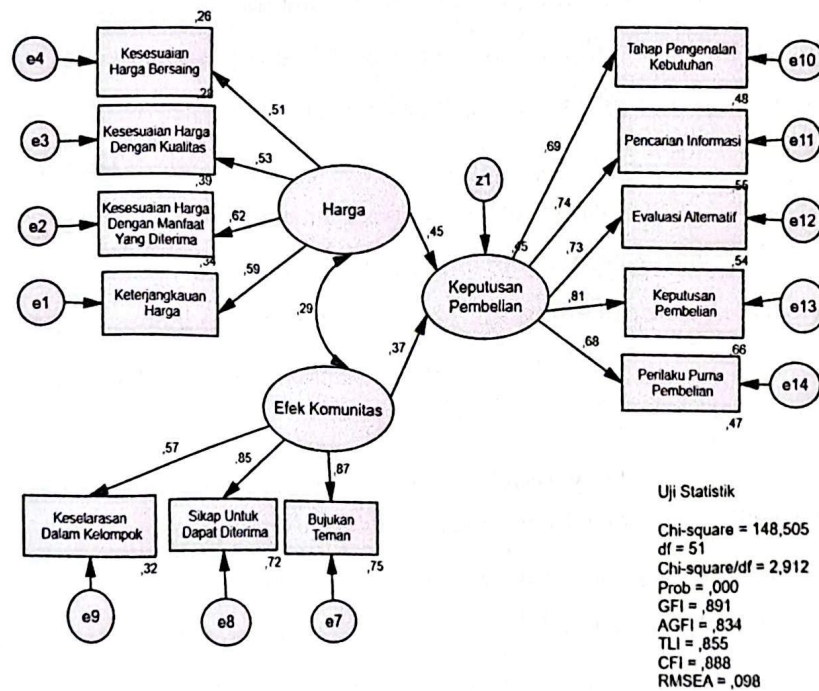 ,26
e4
Kesesuaian
Harga Bersaing
,28
,51
e3
Kesesuaian Harga
Dengan Kualitas
,53
,39
e2
Kesesuaian Harga
Dengan Manfaat
Yang Diterima
,62
,34
e1
Keterjangkauan
Harga
,59
Harga
,45
,29
Efek Komunitas
,37
z1
,45
Keputusan
Pembelian
,69
Tahap Pengenalan
Kebutuhan
e10
,48
,74
Pencarian Informasi
e11
,55
,73
Evaluasi Alternatif
e12
,54
,81
Keputusan
Pembelian
e13
,66
,68
Perilaku Purna
Pembelian
e14
,47
,57
,85
,87
Keselarasan
Dalam Kelompok
,32
Sikap Untuk
Dapat Diterima
,72
Bujukan
Teman
,75
e9
e8
e7
Uji Statistik
Chi-square = 148,505
df = 51
Chi-square/df = 2,912
Prob = ,000
GFI = ,891
AGFI = ,834
TLI = ,855
CFI = ,888
RMSEA = ,098